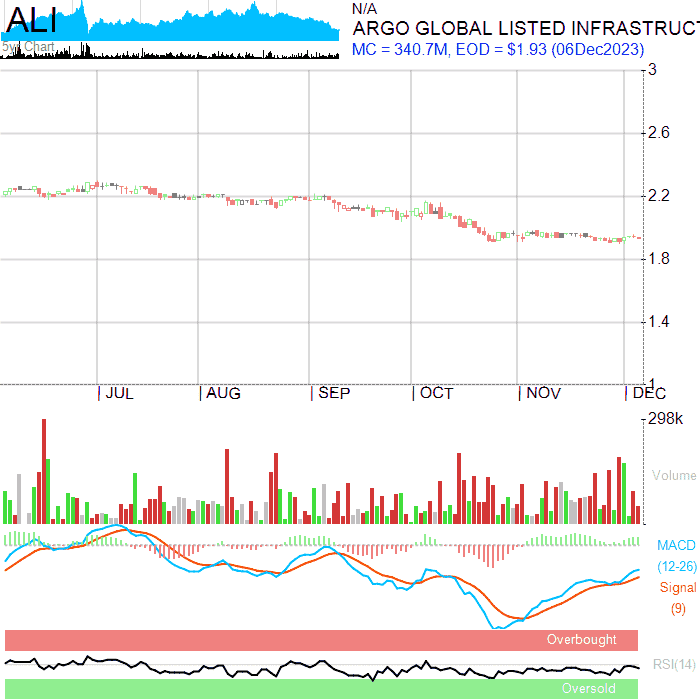 ALI
5yr Chart
N/A
ARGO GLOBAL LISTED INFRASTRUCT
MC = 340.7M, EOD = $1.93 (06Dec2023)
3
2.6
2.2
1.8
1.4
1
JUL
AUG
SEP
OCT
NOV
DEC
298k
Volume
MACD
(12-26)
Signal
(9)
Overbought
RSI(14)
Oversold